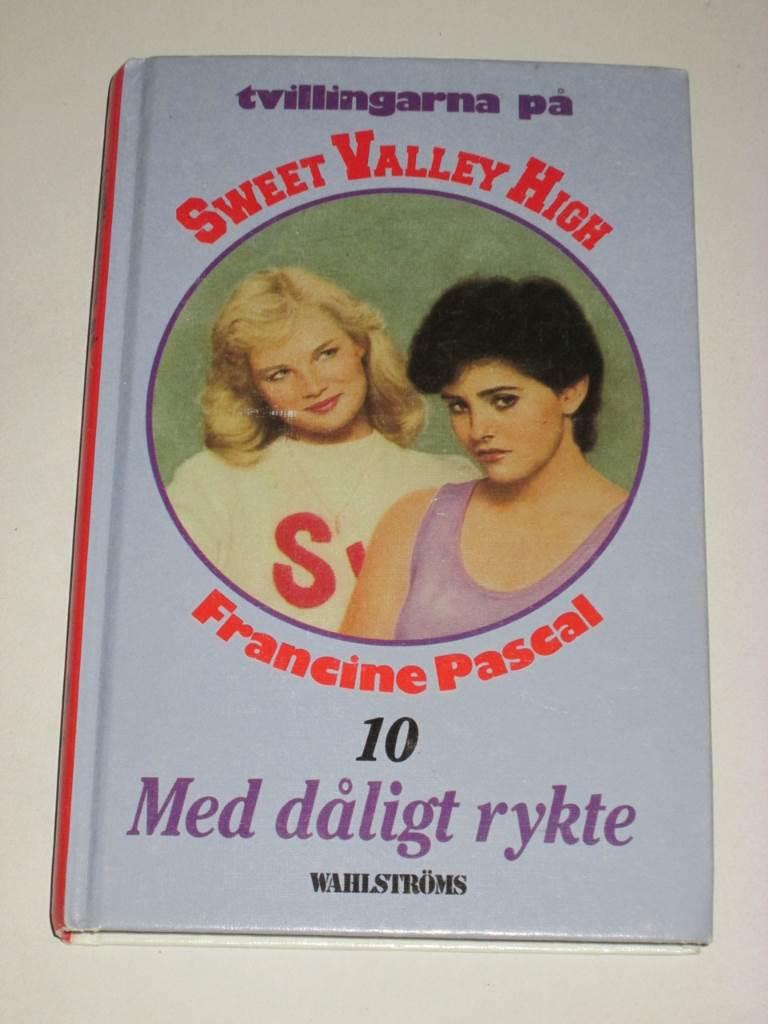 tvillingarna på
SWEET VALLEY HIGH
Francine Pascal
10
Med dåligt rykte
WAHLSTRÖMS